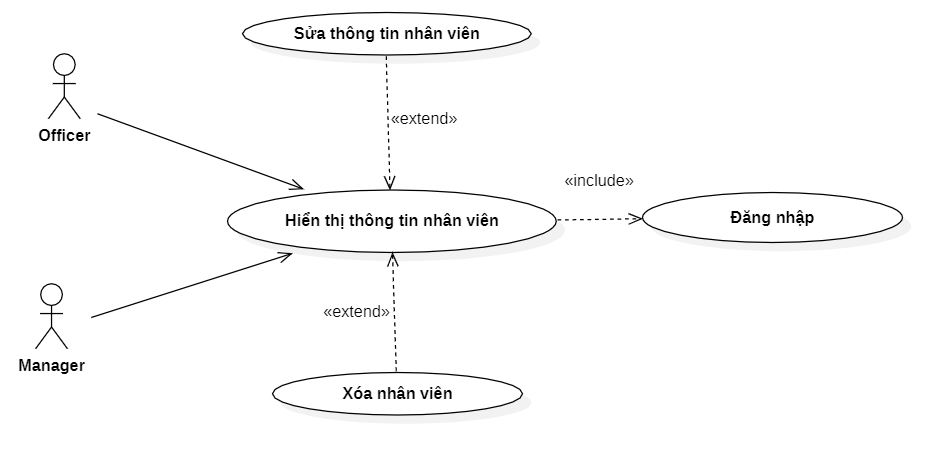 Sửa thông tin nhân viên
Officer
«extend»
«include»
Hiển thị thông tin nhân viên
Đăng nhập
«extend»
Manager
Xóa nhân viên